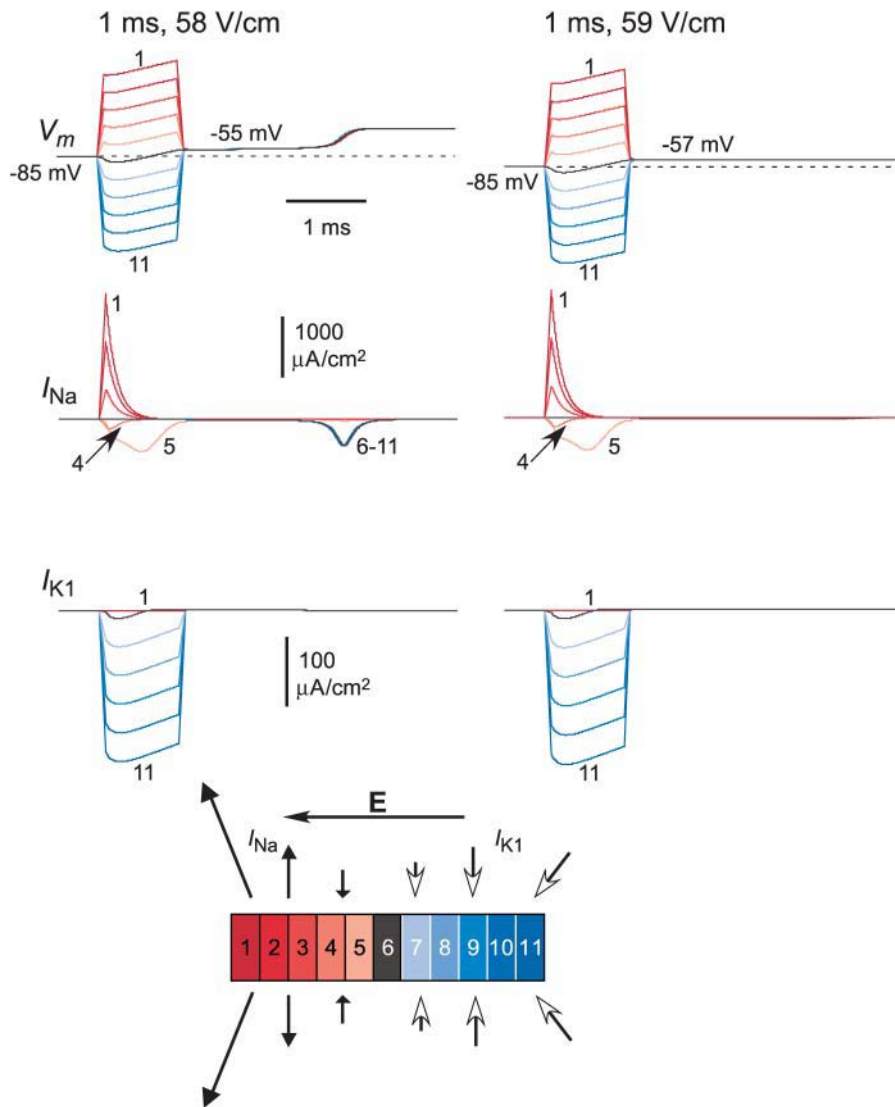 1 ms, 58 V/cm
1 ms, 59 V/cm
1
1
Vm
-55 mV
-57 mV
-85 mV
-85 mV
1 ms
11
11
1
1
1000
μA/cm2
INa
4
5
6-11
4
5
IK1
1
1
100
μA/cm2
11
11
E
INa
IK1
1 2 3 4 5 6 7 8 9 10 11